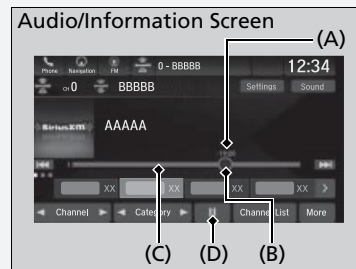 Audio/Information Screen
(A)
Phone Navigation FM 0 - BBBBB 12:34
CH 0 BBBBB Settings Sound
SiriusXM AAAAA
XX XX XX XX
Channel Category Channel List More
(C) (D) (B)